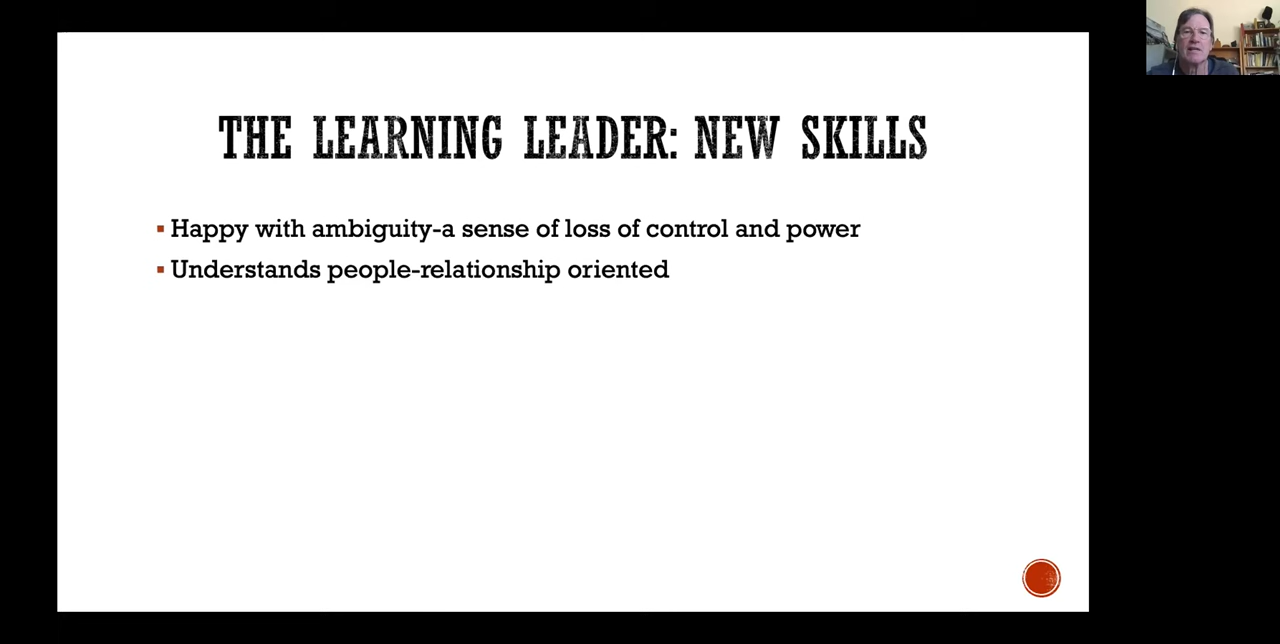 THE LEARNING LEADER: NEW SKILLS
▪ Happy with ambiguity-a sense of loss of control and power
▪ Understands people-relationship oriented